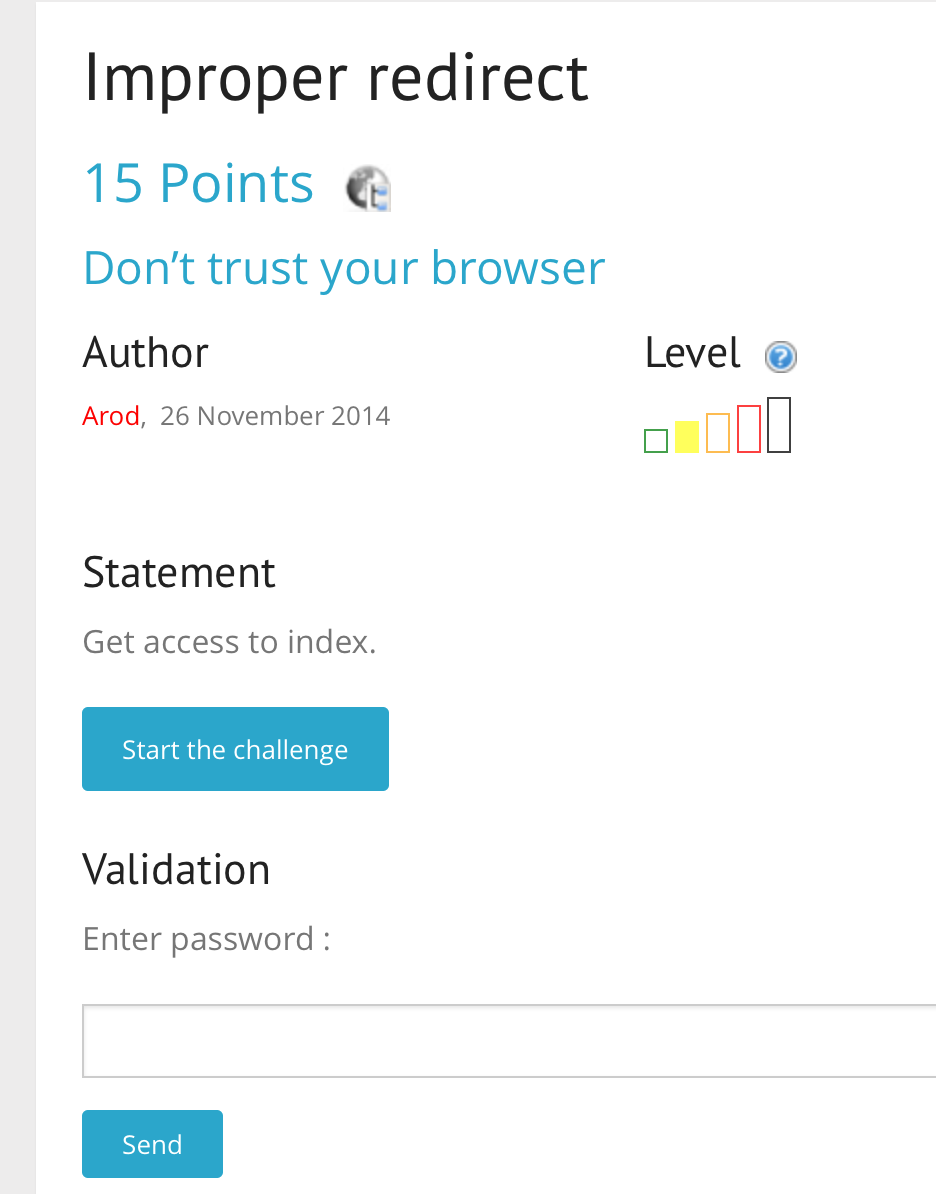 Improper redirect
15 Points
Don’t trust your browser
Author
Level
Arod, 26 November 2014
Statement
Get access to index.
Start the challenge
Validation
Enter password :
Send